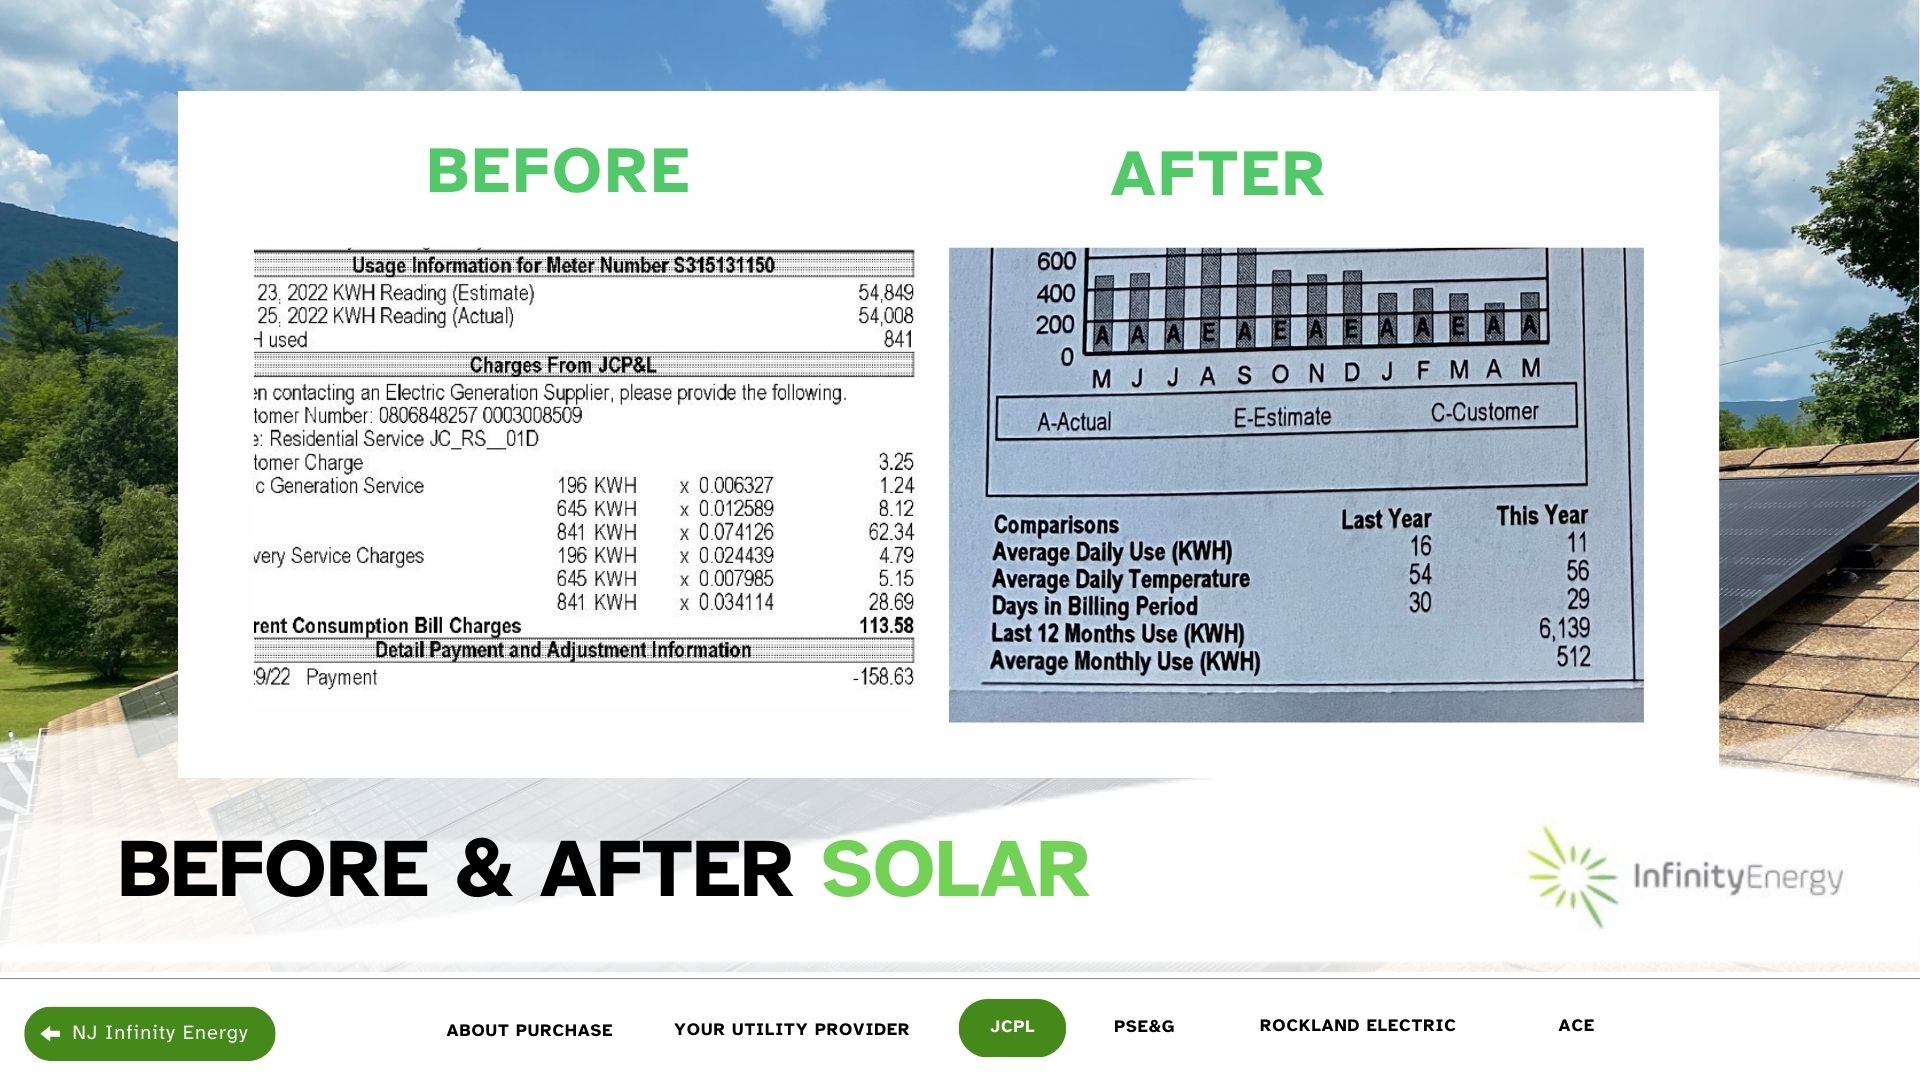 BEFORE
AFTER
Usage Information for Meter Number S315131150
23, 2022 KWH Reading (Estimate) 54,849
25, 2022 KWH Reading (Actual) 54,008
H used 841
Charges From JCP&L
en contacting an Electric Generation Supplier, please provide the following.
tomer Number: 0806848257 0003008509
e: Residential Service JC_RS__01D
tomer Charge 3.25
ic Generation Service 196 KWH x 0.006327 1.24
645 KWH x 0.012589 8.12
841 KWH x 0.074126 62.34
very Service Charges 196 KWH x 0.024439 4.79
645 KWH x 0.007985 5.15
841 KWH x 0.034114 28.69
rent Consumption Bill Charges 113.58
Detail Payment and Adjustment Information
29/22 Payment -158.63
600
400
200
0
A A A E A E A E A A E A A
M J J A S O N D J F M A M
A-Actual E-Estimate C-Customer
Comparisons Last Year This Year
Average Daily Use (KWH) 16 11
Average Daily Temperature 54 56
Days in Billing Period 30 29
Last 12 Months Use (KWH) 6,139
Average Monthly Use (KWH) 512
BEFORE & AFTER SOLAR
InfinityEnergy
NJ Infinity Energy
ABOUT PURCHASE
YOUR UTILITY PROVIDER
JCPL
PSE&G
ROCKLAND ELECTRIC
ACE